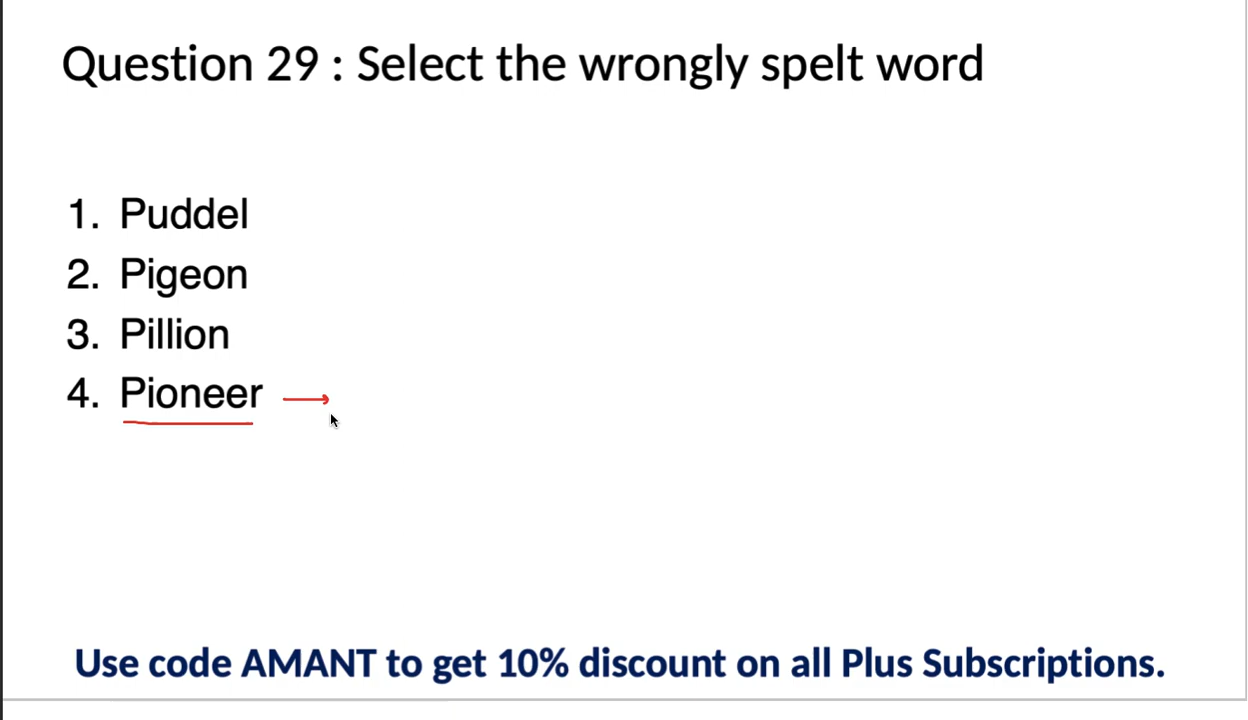 Question 29 : Select the wrongly spelt word
1. Puddel
2. Pigeon
3. Pillion
4. Pioneer
Use code AMANT to get 10% discount on all Plus Subscriptions.